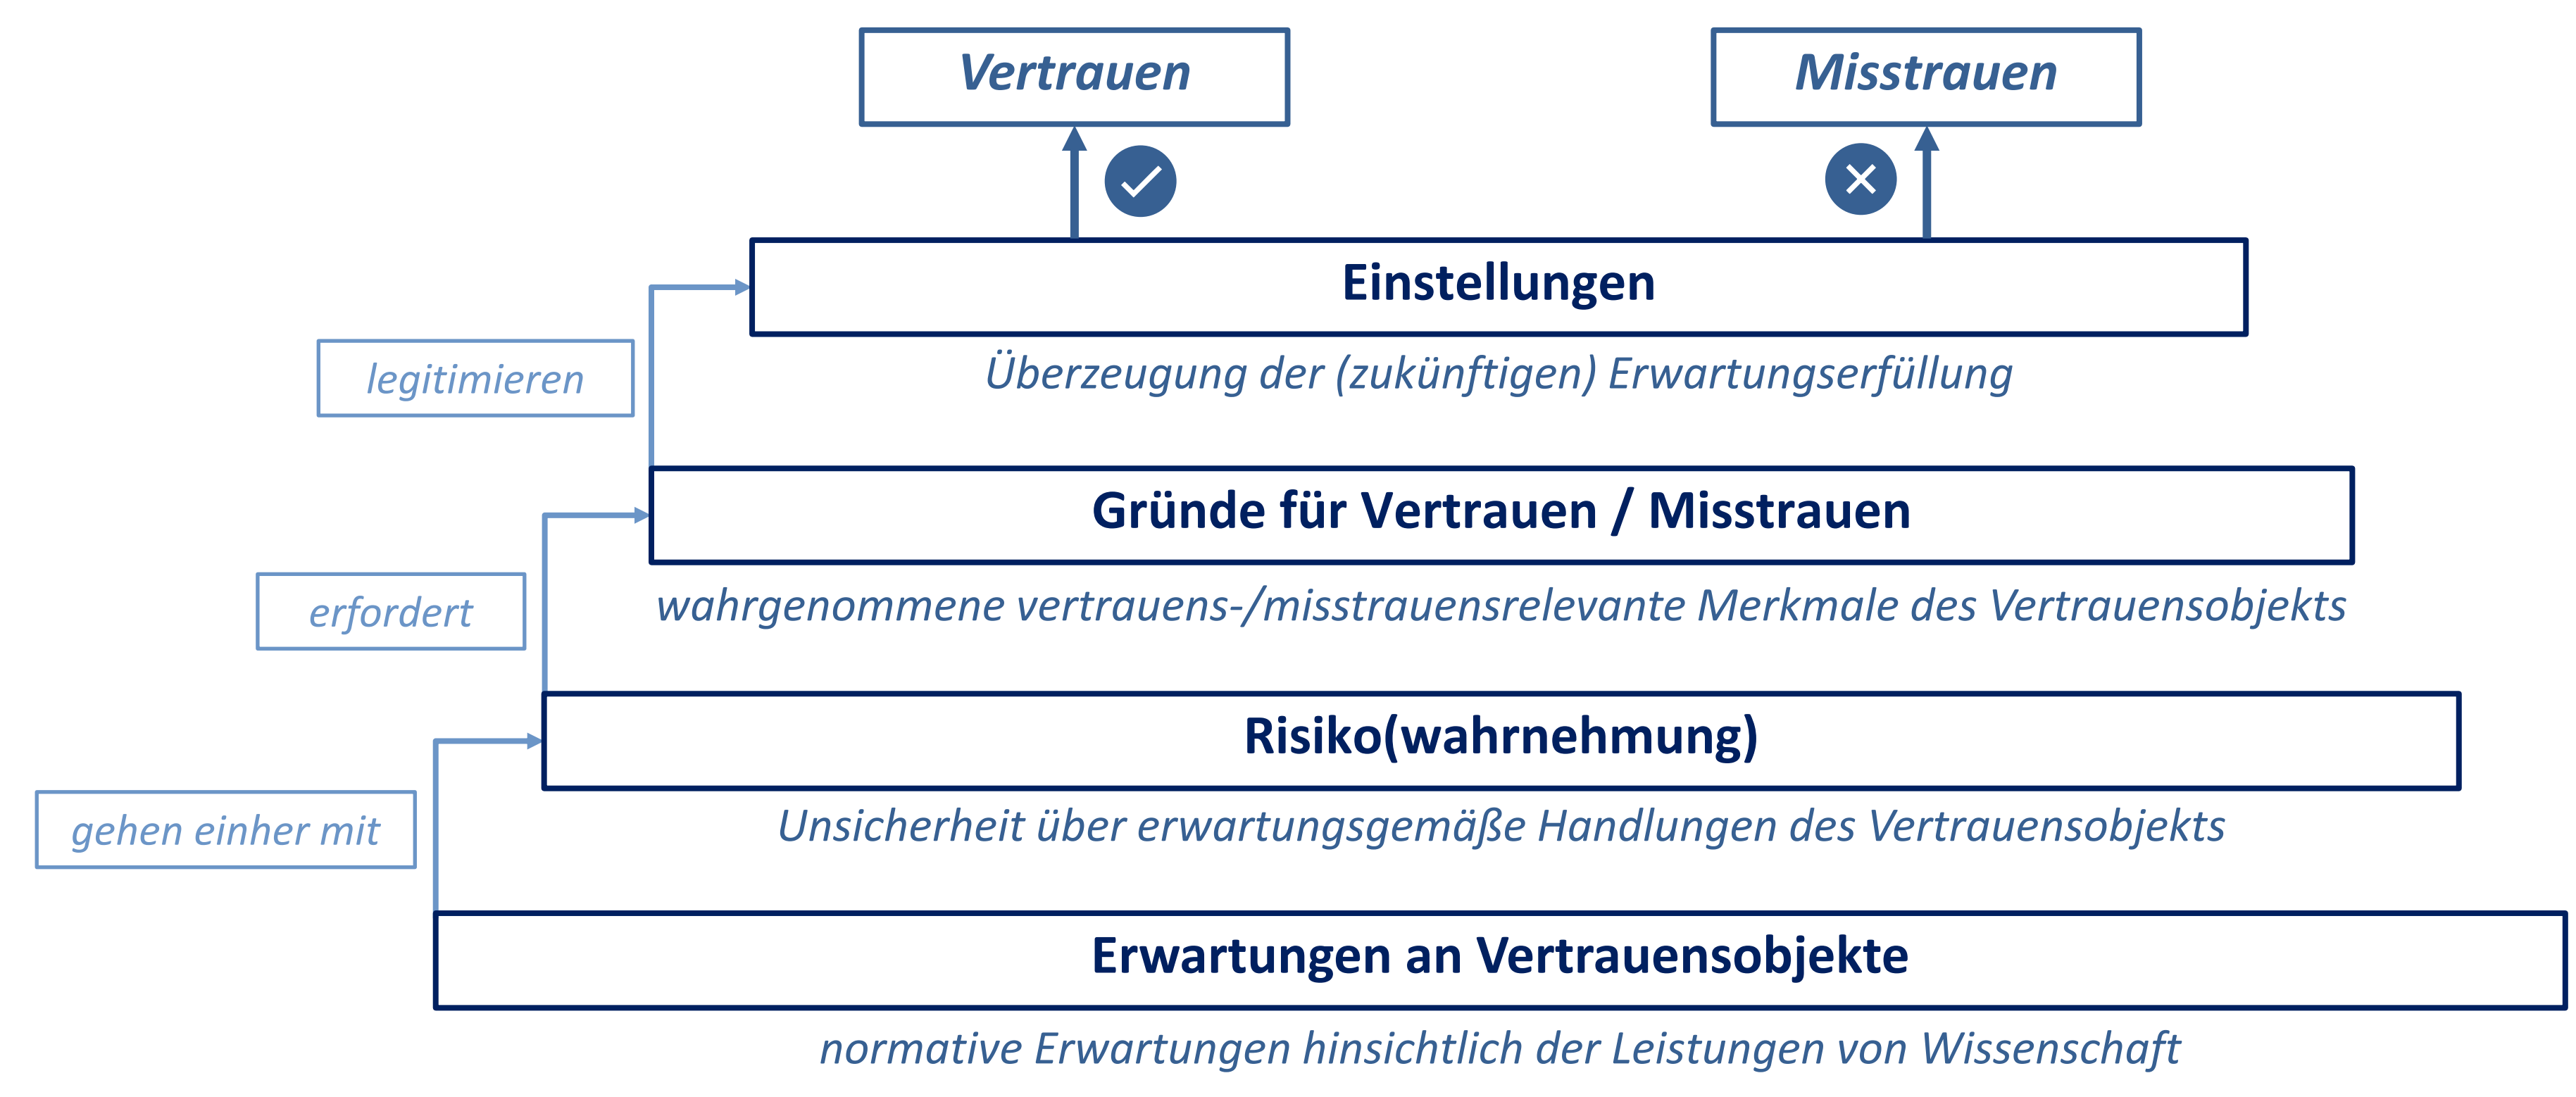 Vertrauen
Misstrauen
Einstellungen
Überzeugung der (zukünftigen) Erwartungserfüllung
legitimieren
Gründe für Vertrauen / Misstrauen
wahrgenommene vertrauens-/misstrauensrelevante Merkmale des Vertrauensobjekts
erfordert
Risiko(wahrnehmung)
Unsicherheit über erwartungsgemäße Handlungen des Vertrauensobjekts
gehen einher mit
Erwartungen an Vertrauensobjekte
normative Erwartungen hinsichtlich der Leistungen von Wissenschaft